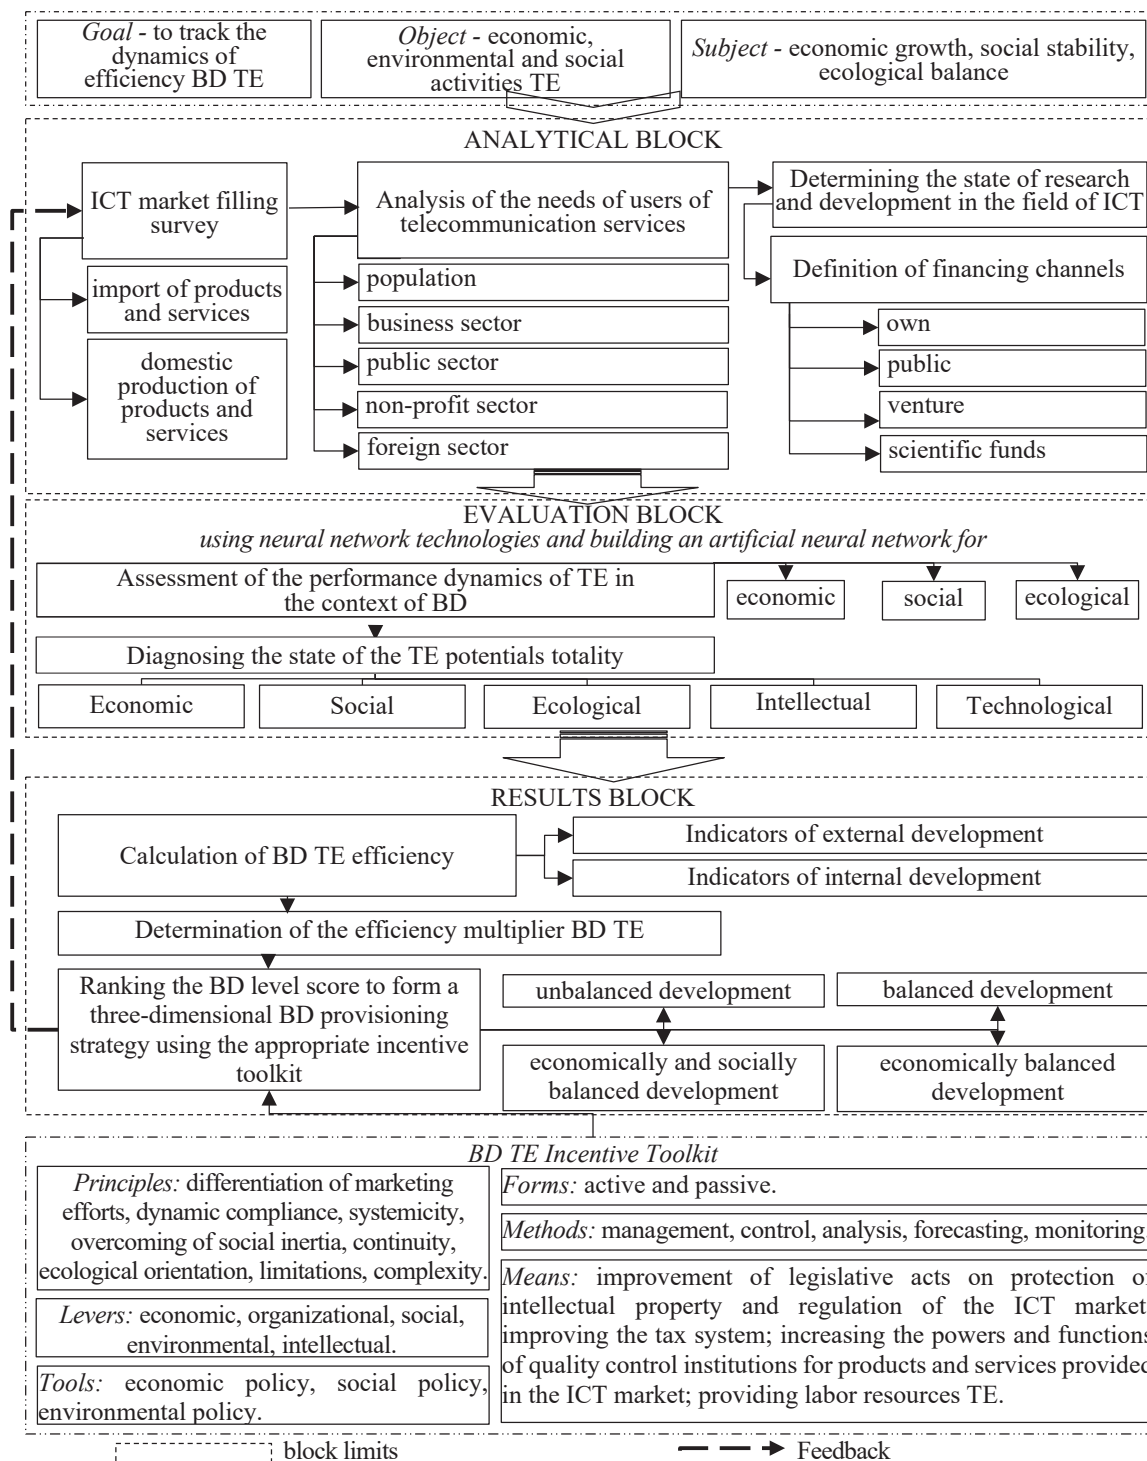 Goal - to track the
dynamics of
efficiency BD TE
Object - economic,
environmental and social
activities TE
Subject - economic growth, social stability,
ecological balance
ANALYTICAL BLOCK
ICT market filling
survey
import of products
and services
domestic
production of
products and
services
Analysis of the needs of users of
telecommunication services
population
business sector
public sector
non-profit sector
foreign sector
Determining the state of research
and development in the field of ICT
Definition of financing channels
own
public
venture
scientific funds
EVALUATION BLOCK
using neural network technologies and building an artificial neural network for
Assessment of the performance dynamics of TE in
the context of BD
economic
social
ecological
Diagnosing the state of the TE potentials totality
Economic
Social
Ecological
Intellectual
Technological
RESULTS BLOCK
Calculation of BD TE efficiency
Indicators of external development
Indicators of internal development
Determination of the efficiency multiplier BD TE
Ranking the BD level score to form a
three-dimensional BD provisioning
strategy using the appropriate incentive
toolkit
unbalanced development
balanced development
economically and socially
balanced development
economically balanced
development
BD TE Incentive Toolkit
Principles: differentiation of marketing
efforts, dynamic compliance, systemicity,
overcoming of social inertia, continuity,
ecological orientation, limitations, complexity.
Levers: economic, organizational, social,
environmental, intellectual.
Tools: economic policy, social policy,
environmental policy.
Forms: active and passive.
Methods: management, control, analysis, forecasting, monitoring
Means: improvement of legislative acts on protection of
intellectual property and regulation of the ICT market
improving the tax system; increasing the powers and functions
of quality control institutions for products and services provided
in the ICT market; providing labor resources TE.
block limits
Feedback